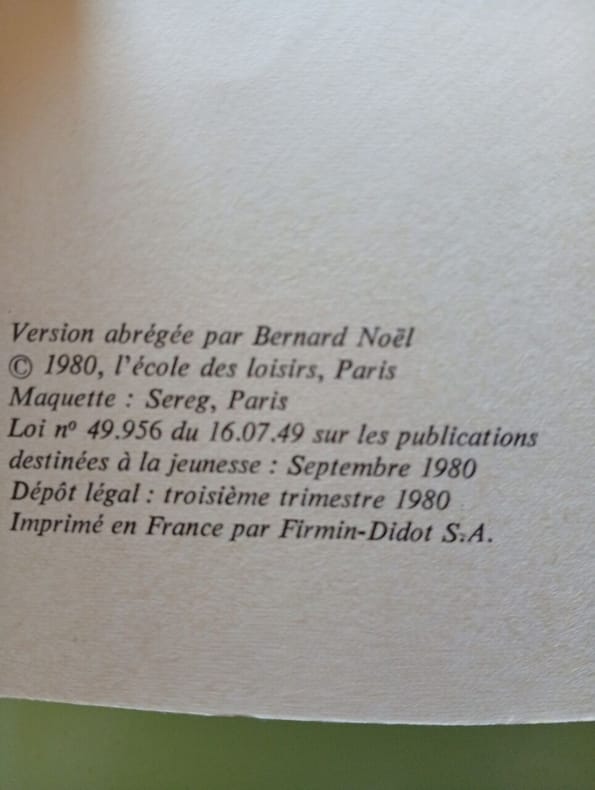 Version abrégée par Bernard Noël
© 1980, l'école des loisirs, Paris
Maquette : Sereg, Paris
Loi nº 49.956 du 16.07.49 sur les publications
destinées à la jeunesse : Septembre 1980
Dépôt légal : troisième trimestre 1980
Imprimé en France par Firmin-Didot S.A.